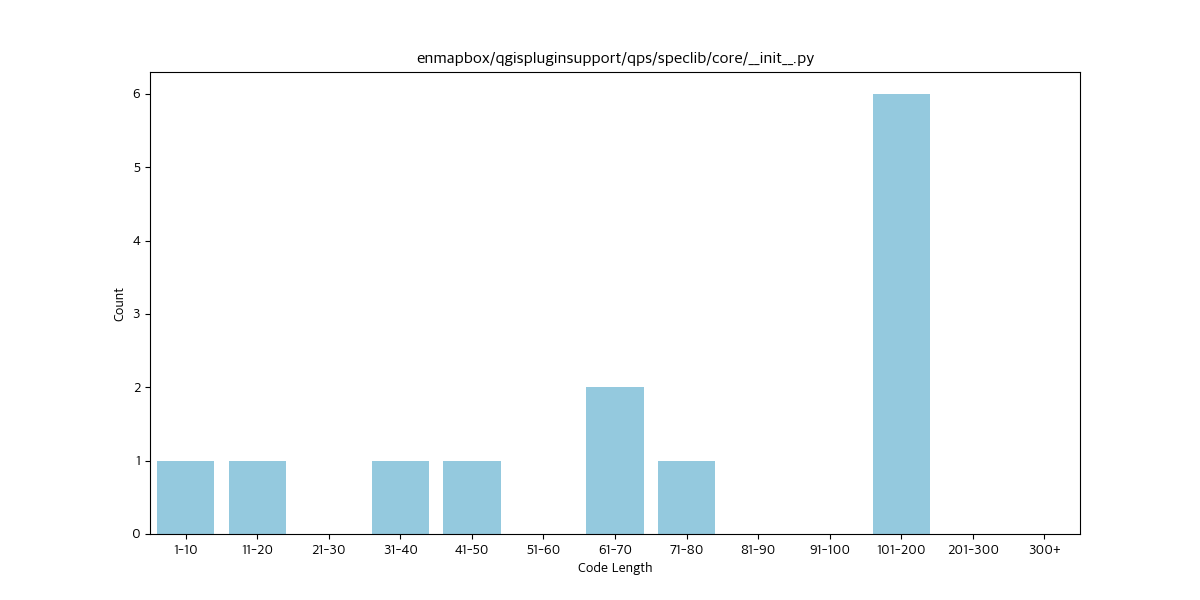 enmapbox/qgispluginsupport/qps/speclib/core/__init__.py
6
5
4
3
2
1
0
Count
1-10 11-20 21-30 31-40 41-50 51-60 61-70 71-80 81-90 91-100 101-200 201-300 300+
Code Length